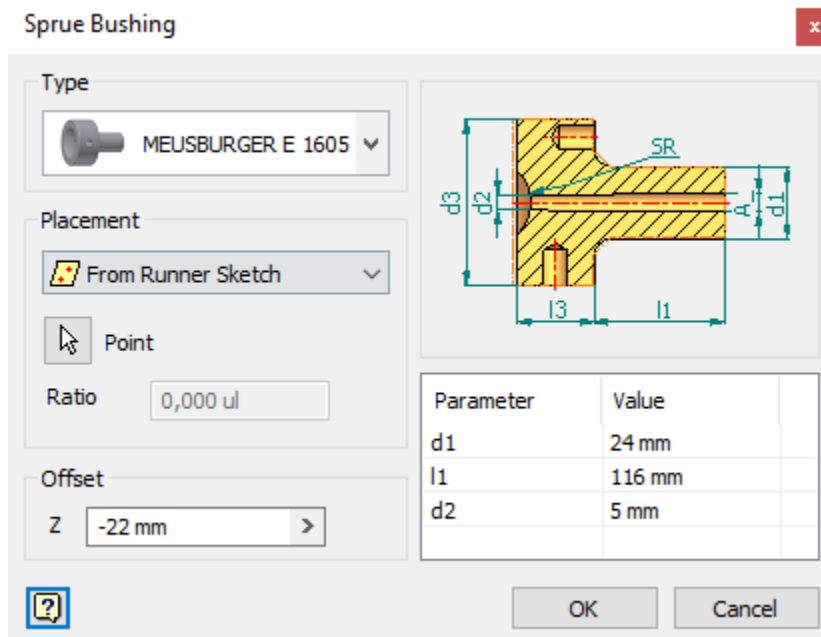 Sprue Bushing
x
Type
MEUSBURGER E 1605
Placement
From Runner Sketch
Point
Ratio
0,000 ul
Offset
Z
-22 mm
>
SR
d3
d2
A
d1
l3
l1
Parameter Value
d1 24 mm
l1 116 mm
d2 5 mm
?
OK
Cancel